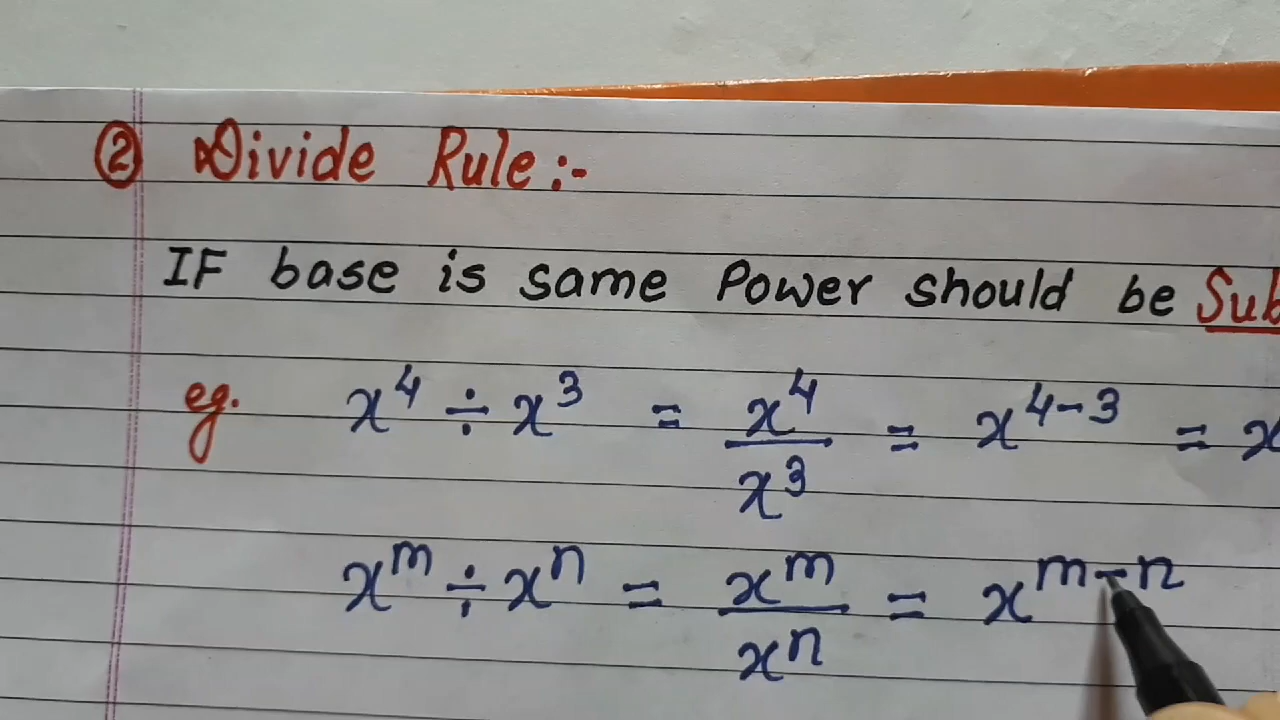 ② Divide Rule:-
IF base is same Power should be Sub
eg. x⁴ ÷ x³ = x⁴/x³ = x⁴⁻³ = x
xᵐ ÷ xⁿ = xᵐ/xⁿ = xᵐ⁻ⁿ